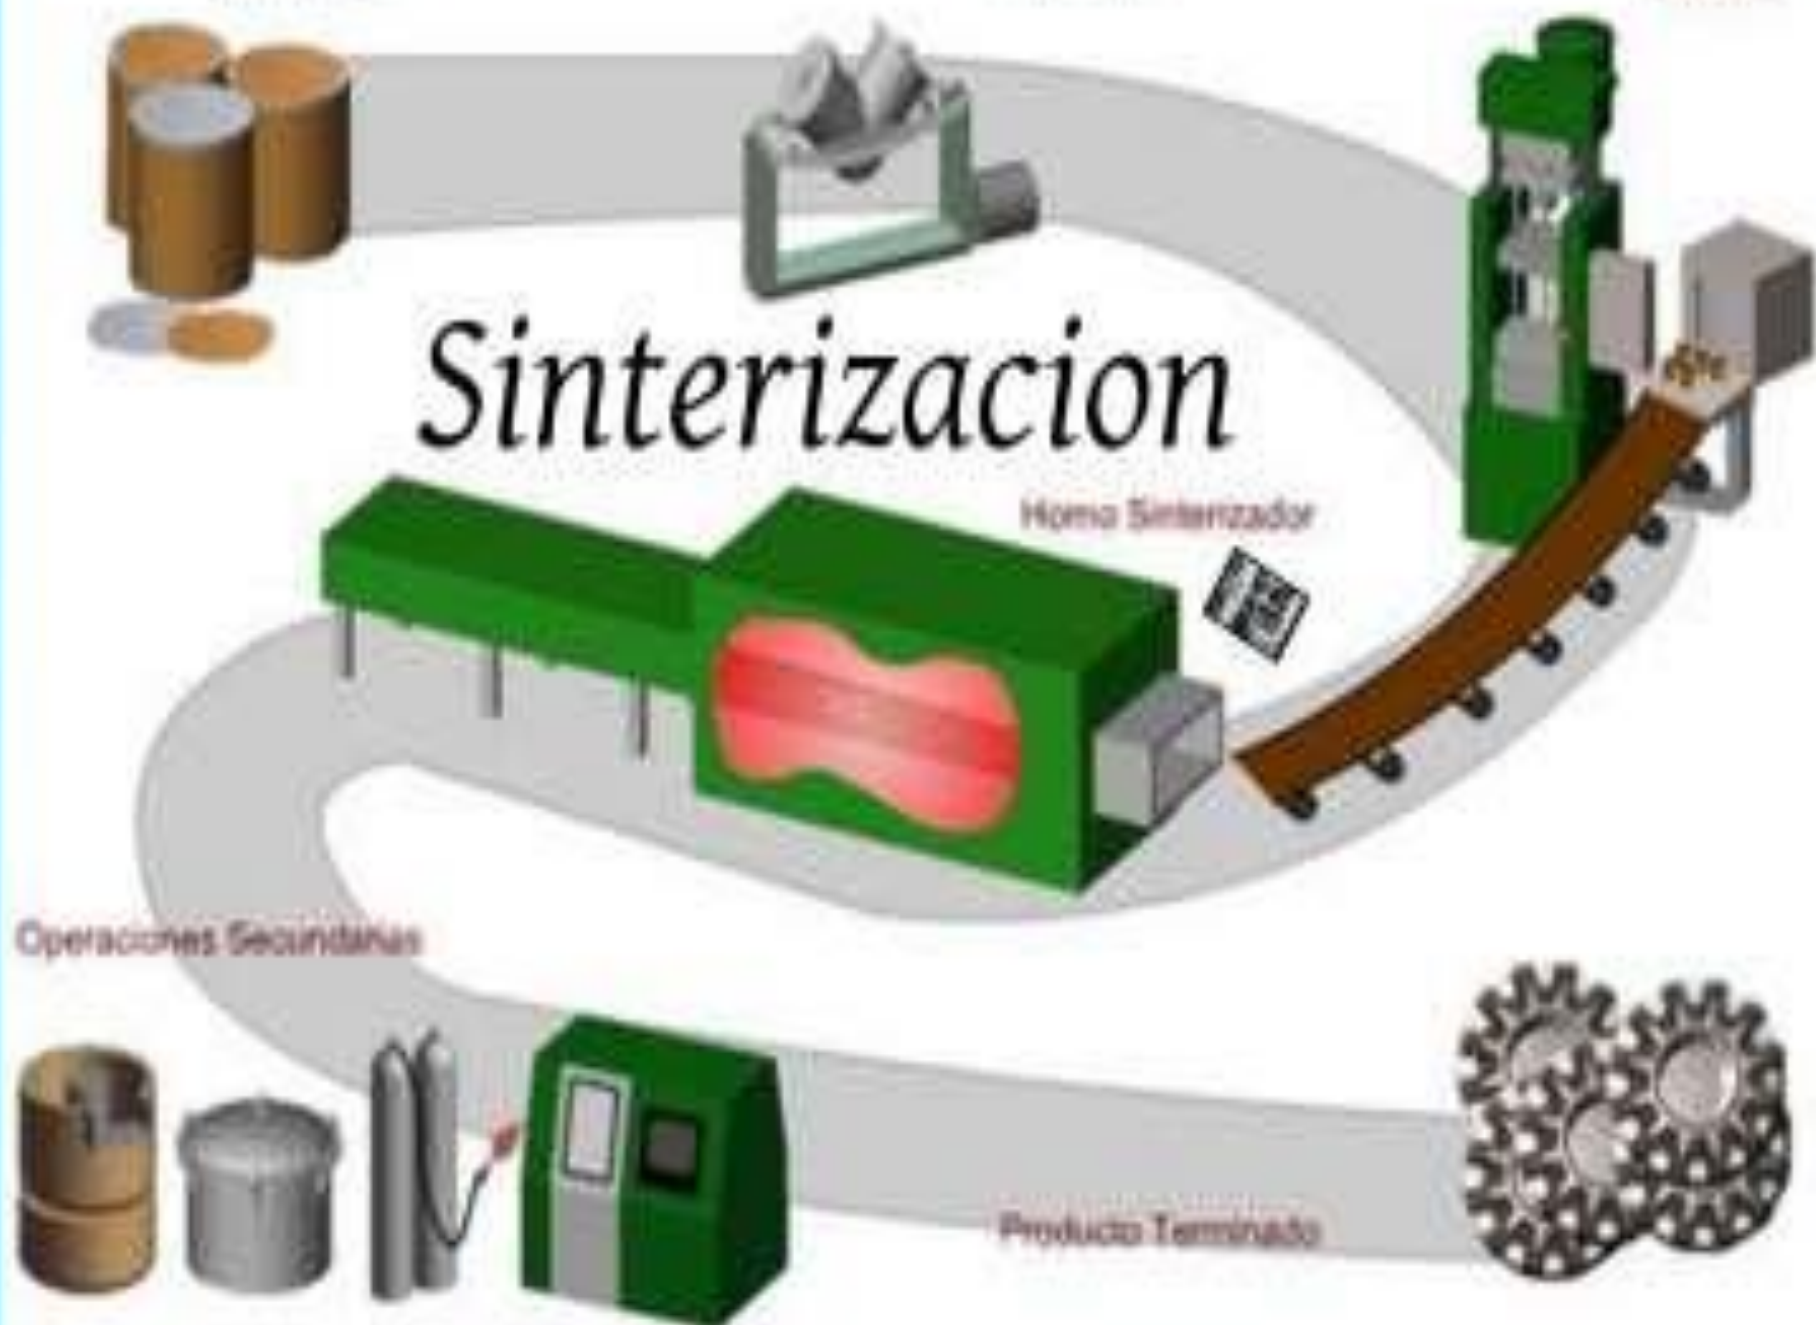 Sinterizacion
Horno Sinterizador
Operaciones Secundarias
Producto Terminado